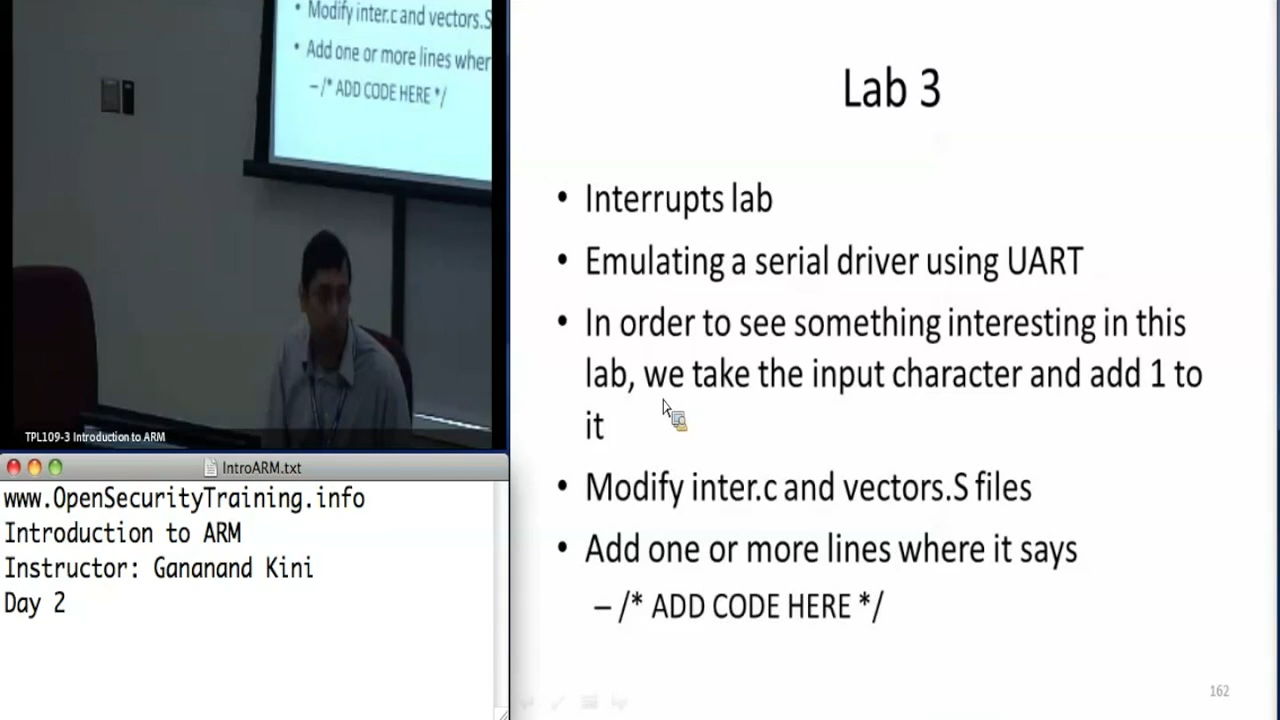 • Modify inter.c and vectors.S
• Add one or more lines wher
– /* ADD CODE HERE */
TPL109-3 Introduction to ARM
IntroARM.txt
www.OpenSecurityTraining.info
Introduction to ARM
Instructor: Gananand Kini
Day 2
Lab 3
• Interrupts lab
• Emulating a serial driver using UART
• In order to see something interesting in this
lab, we take the input character and add 1 to
it
• Modify inter.c and vectors.S files
• Add one or more lines where it says
– /* ADD CODE HERE */
162